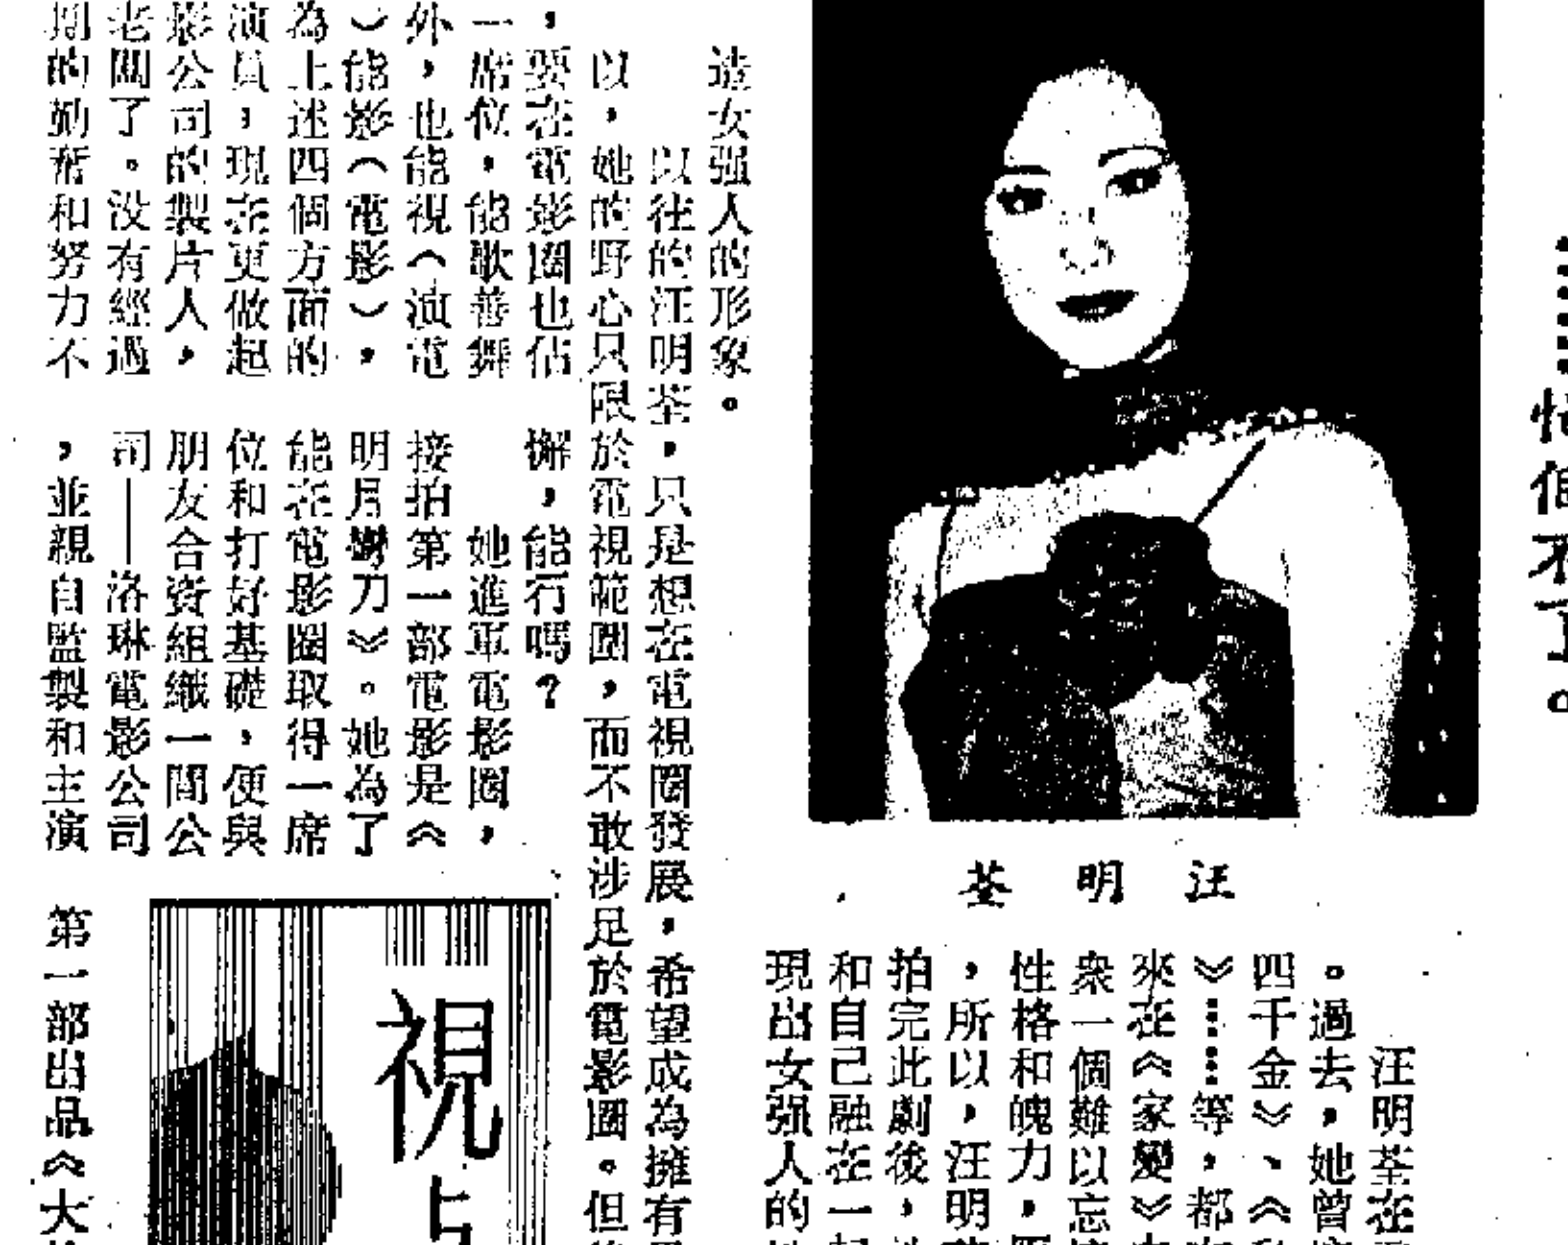 不了。
汪明荃
汪明荃在
。過去，她曾
四千金》、《
》……等，都
來在《家變》
衆一個難以忘
性格和魄力，
，所以，汪明
拍完此劇後，
和自己融在一
現出女强人的
造女强人的形象。
以往的汪明荃，只是想在電視圈發展，希望成為擁有
以，她的野心只限於電視範圍，而不敢涉足於電影圈。但
，要在電影圈也佔
一席位，能歌善舞
外，也能視（演電
）能影（電影），
為上述四個方面的
演員，現在更做起
影公司的製片人，
老闆了。没有經過
期的勤奮和努力不
懈，能行嗎？
她進軍電影圈，
接拍第一部電影是《
明月彎刀》。她為了
能在電影圈取得一席
位和打好基礎，便與
朋友合資組織一間公
司——洛琳電影公司
，並親自監製和主演
第一部出品《大
視